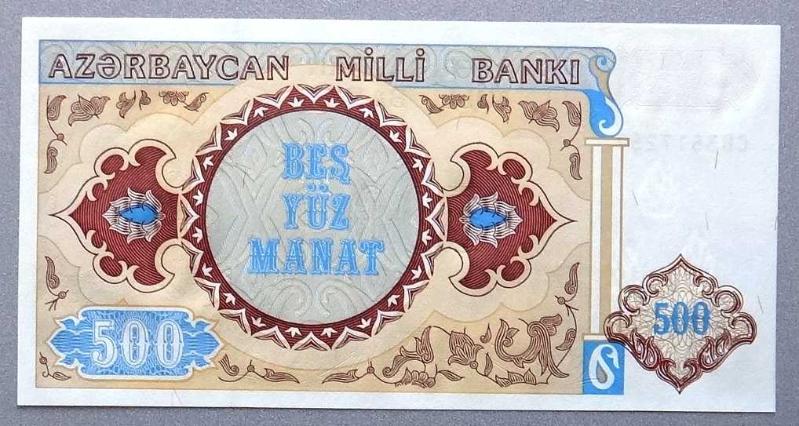 AZƏRBAYCAN MİLLİ BANKI
BEŞ
YÜZ
MANAT
500
500